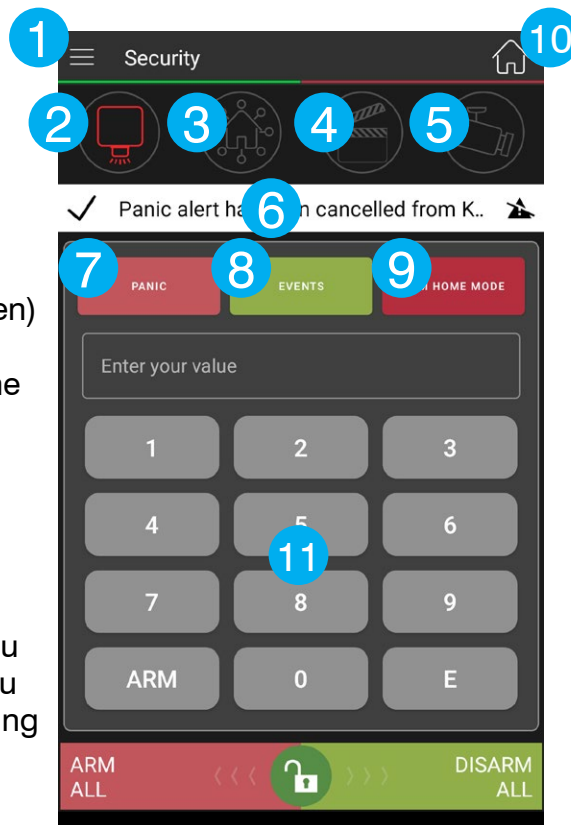 1
Security
10
2
3
4
5
Panic alert ha 6 n cancelled from K..
7
8
9
PANIC
EVENTS
HOME MODE
en)
Enter your value
ne
1
2
3
4
5
6
11
7
8
9
u
ARM
0
E
u
ng
ARM
ALL
DISARM
ALL